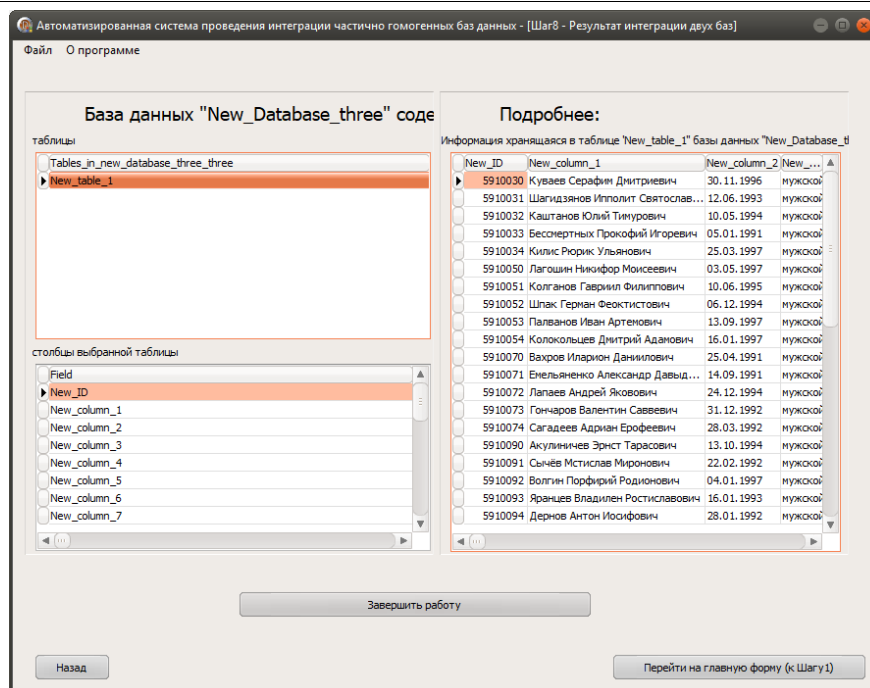 Автоматизированная система проведения интеграции частично гомогенных баз данных - [Шаг8 - Результат интеграции двух баз]
Файл О программе
База данных "New_Database_three" соде
таблицы
Tables_in_new_database_three_three
New_table_1
столбцы выбранной таблицы
Field
New_ID
New_column_1
New_column_2
New_column_3
New_column_4
New_column_5
New_column_6
New_column_7
Подробнее:
Информация хранящаяся в таблице 'New_table_1" базы данных "New_Database_tl
New_ID New_column_1 New_column_2 New_...
5910030 Куваев Серафим Дмитриевич 30.11.1996 мужской
5910031 Шагидзянов Ипполит Святослав... 12.06.1993 мужской
5910032 Каштанов Юлий Тимурович 10.05.1994 мужской
5910033 Бессмертных Прокофий Игоревич 05.01.1991 мужской
5910034 Килис Рюрик Ульянович 25.03.1997 мужской
5910050 Лагошин Никифор Моисеевич 03.05.1997 мужской
5910051 Колганов Гавриил Филиппович 10.06.1995 мужской
5910052 Шпак Герман Феоктистович 06.12.1994 мужской
5910053 Палванов Иван Артемович 13.09.1997 мужской
5910054 Колокольцев Дмитрий Адамович 16.01.1997 мужской
5910070 Вахров Иларион Даниилович 25.04.1991 мужской
5910071 Емельяненко Александр Давыд... 14.09.1991 мужской
5910072 Лапаев Андрей Яковович 24.12.1994 мужской
5910073 Гончаров Валентин Саввевич 31.12.1992 мужской
5910074 Сагадеев Адриан Ерофеевич 28.03.1992 мужской
5910090 Акулиничев Эрнст Тарасович 13.10.1994 мужской
5910091 Сычёв Мстислав Миронович 22.02.1992 мужской
5910092 Волгин Порфирий Родионович 04.01.1997 мужской
5910093 Яранцев Владилен Ростиславович 16.01.1993 мужской
5910094 Дернов Антон Иосифович 28.01.1992 мужской
Завершить работу
Назад
Перейти на главную форму (к Шагу1)